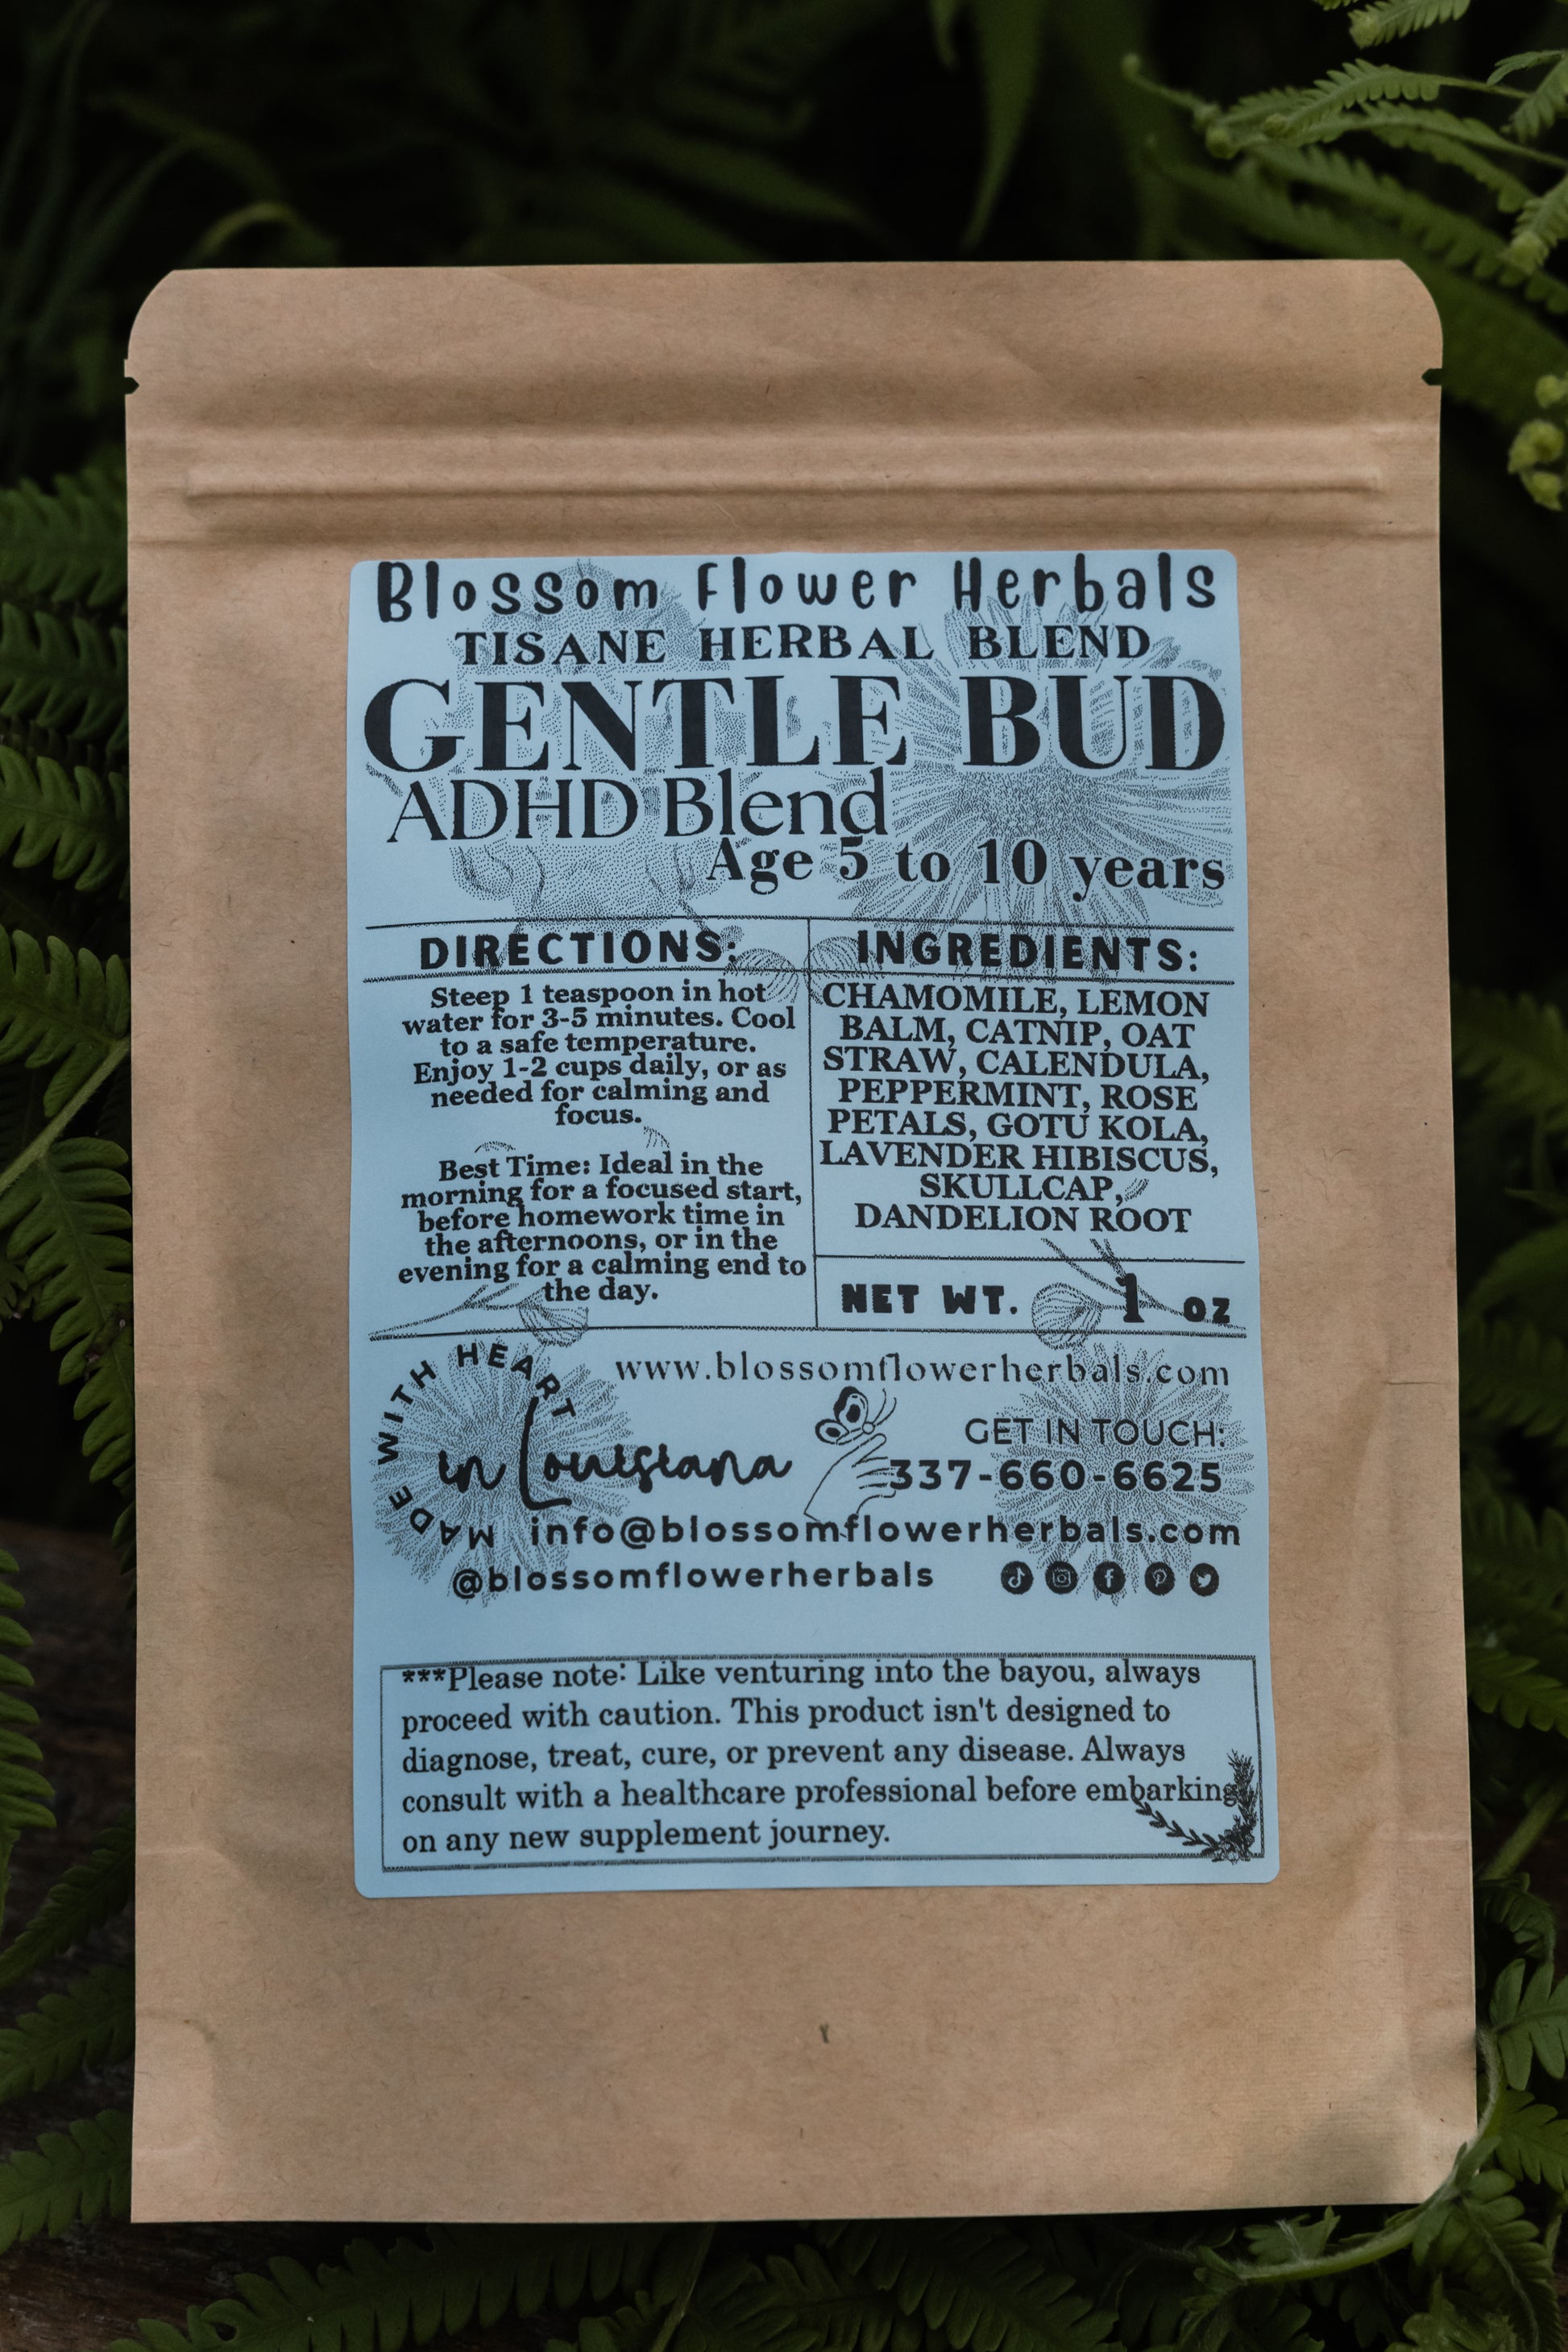 Blossom Flower Herbals
TISANE HERBAL BLEND
GENTLE BUD
ADHD Blend
Age 5 to 10 years
DIRECTIONS:
Steep 1 teaspoon in hot
water for 3-5 minutes. Cool
to a safe temperature.
Enjoy 1-2 cups daily, or as
needed for calming and
focus.
Best Time: Ideal in the
morning for a focused start,
before homework time in
the afternoons, or in the
evening for a calming end to
the day.
INGREDIENTS:
CHAMOMILE, LEMON
BALM, CATNIP, OAT
STRAW, CALENDULA,
PEPPERMINT, ROSE
PETALS, GOTU KOLA,
LAVENDER HIBISCUS,
SKULLCAP,
DANDELION ROOT
NET WT. 1 oz
MADE WITH HEART
in Louisiana
www.blossomflowerherbals.com
GET IN TOUCH:
337-660-6625
info@blossomflowerherbals.com
@blossomflowerherbals
***Please note: Like venturing into the bayou, always
proceed with caution. This product isn't designed to
diagnose, treat, cure, or prevent any disease. Always
consult with a healthcare professional before embarking
on any new supplement journey.